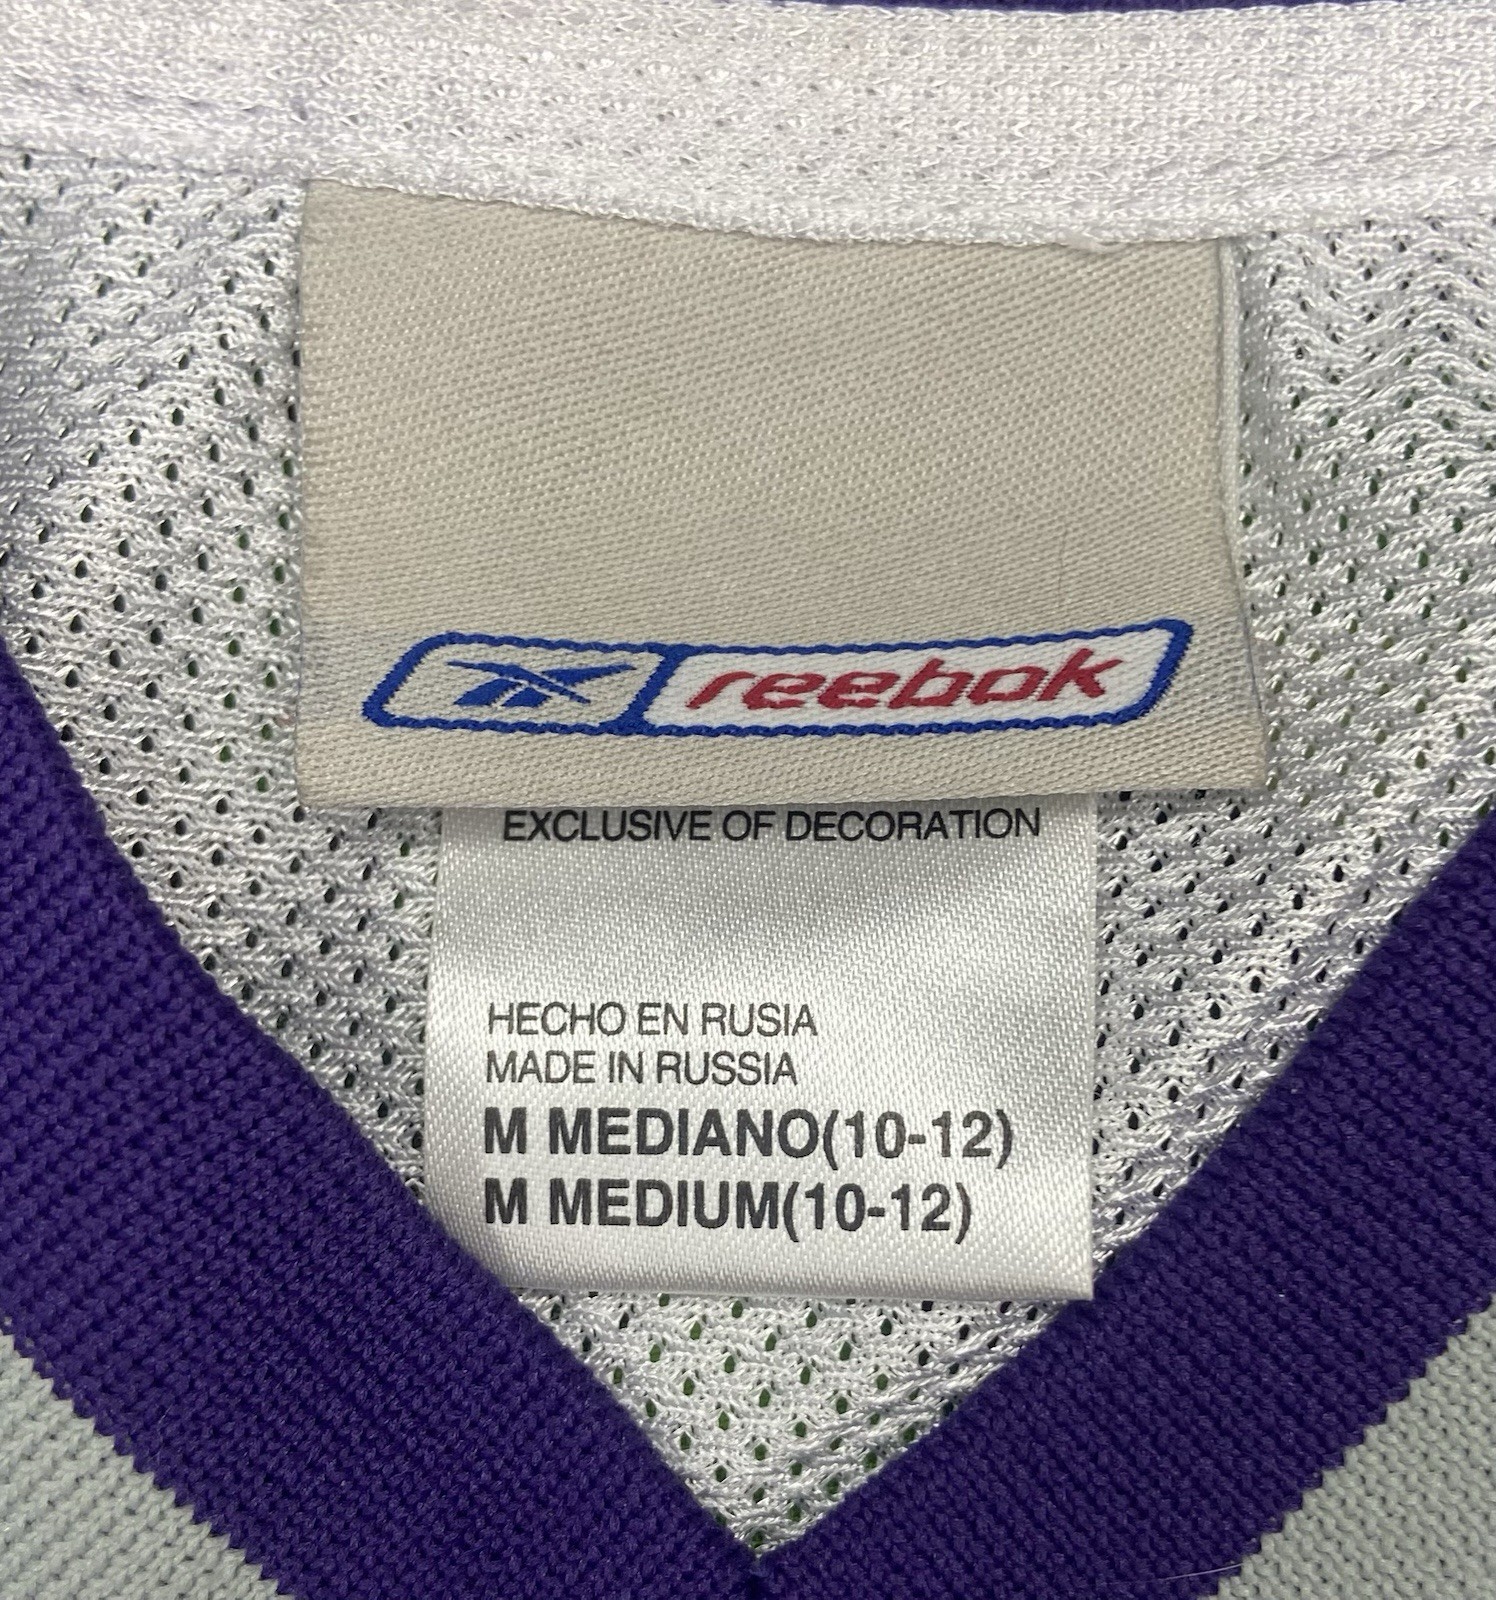 reebok
EXCLUSIVE OF DECORATION
HECHO EN RUSIA
MADE IN RUSSIA
M MEDIANO(10-12)
M MEDIUM(10-12)